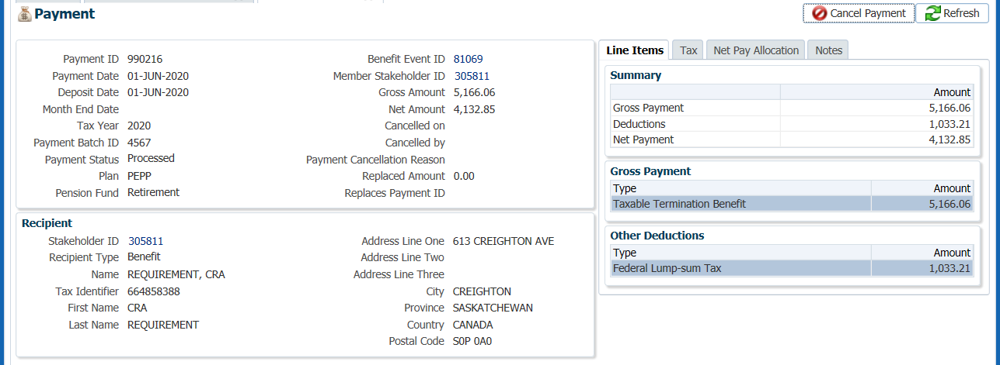 Payment
Cancel Payment
Refresh
Payment ID 990216
Payment Date 01-JUN-2020
Deposit Date 01-JUN-2020
Month End Date
Tax Year 2020
Payment Batch ID 4567
Payment Status Processed
Plan PEPP
Pension Fund Retirement
Benefit Event ID 81069
Member Stakeholder ID 305811
Gross Amount 5,166.06
Net Amount 4,132.85
Cancelled on
Cancelled by
Payment Cancellation Reason
Replaced Amount 0.00
Replaces Payment ID
Recipient
Stakeholder ID 305811
Recipient Type Benefit
Name REQUIREMENT, CRA
Tax Identifier 664858388
First Name CRA
Last Name REQUIREMENT
Address Line One 613 CREIGHTON AVE
Address Line Two
Address Line Three
City CREIGHTON
Province SASKATCHEWAN
Country CANADA
Postal Code S0P 0A0
Line Items Tax Net Pay Allocation Notes
Summary
Amount
Gross Payment 5,166.06
Deductions 1,033.21
Net Payment 4,132.85
Gross Payment
Type Amount
Taxable Termination Benefit 5,166.06
Other Deductions
Type Amount
Federal Lump-sum Tax 1,033.21